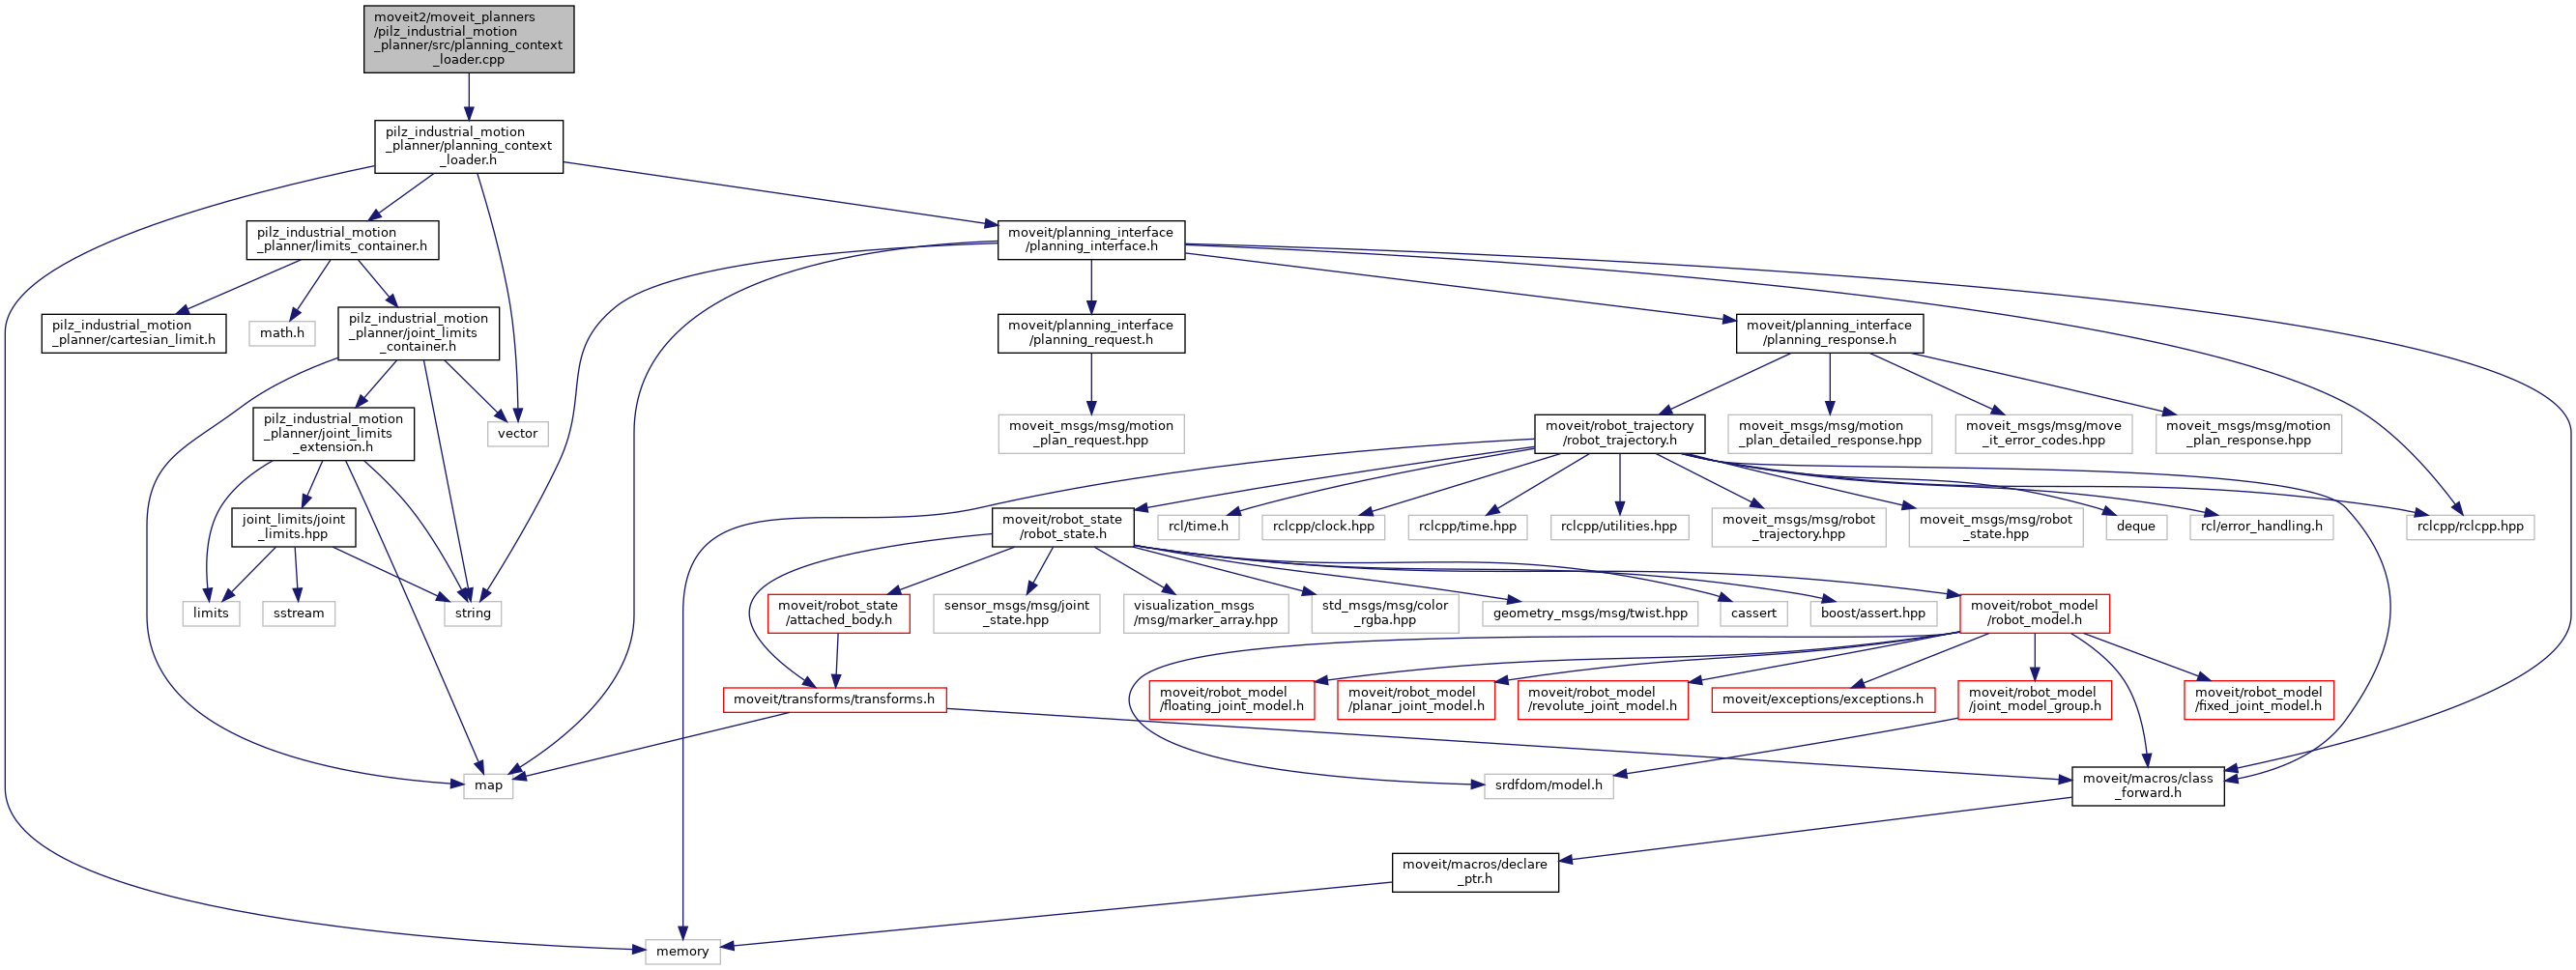 moveit2/moveit_planners
/pilz_industrial_motion
_planner/src/planning_context
_loader.cpp
pilz_industrial_motion
_planner/planning_context
_loader.h
pilz_industrial_motion
_planner/limits_container.h
moveit/planning_interface
/planning_interface.h
pilz_industrial_motion
_planner/cartesian_limit.h
math.h
pilz_industrial_motion
_planner/joint_limits
_container.h
moveit/planning_interface
/planning_request.h
moveit/planning_interface
/planning_response.h
pilz_industrial_motion
_planner/joint_limits
_extension.h
vector
moveit_msgs/msg/motion
_plan_request.hpp
moveit/robot_trajectory
/robot_trajectory.h
moveit_msgs/msg/motion
_plan_detailed_response.hpp
moveit_msgs/msg/move
_it_error_codes.hpp
moveit_msgs/msg/motion
_plan_response.hpp
joint_limits/joint
_limits.hpp
moveit/robot_state
/robot_state.h
rcl/time.h
rclcpp/clock.hpp
rclcpp/time.hpp
rclcpp/utilities.hpp
moveit_msgs/msg/robot
_trajectory.hpp
moveit_msgs/msg/robot
_state.hpp
deque
rcl/error_handling.h
rclcpp/rclcpp.hpp
limits
sstream
string
moveit/robot_state
/attached_body.h
sensor_msgs/msg/joint
_state.hpp
visualization_msgs
/msg/marker_array.hpp
std_msgs/msg/color
_rgba.hpp
geometry_msgs/msg/twist.hpp
cassert
boost/assert.hpp
moveit/robot_model
/robot_model.h
moveit/transforms/transforms.h
moveit/robot_model
/floating_joint_model.h
moveit/robot_model
/planar_joint_model.h
moveit/robot_model
/revolute_joint_model.h
moveit/exceptions/exceptions.h
moveit/robot_model
/joint_model_group.h
moveit/robot_model
/fixed_joint_model.h
map
srdfdom/model.h
moveit/macros/class
_forward.h
moveit/macros/declare
_ptr.h
memory